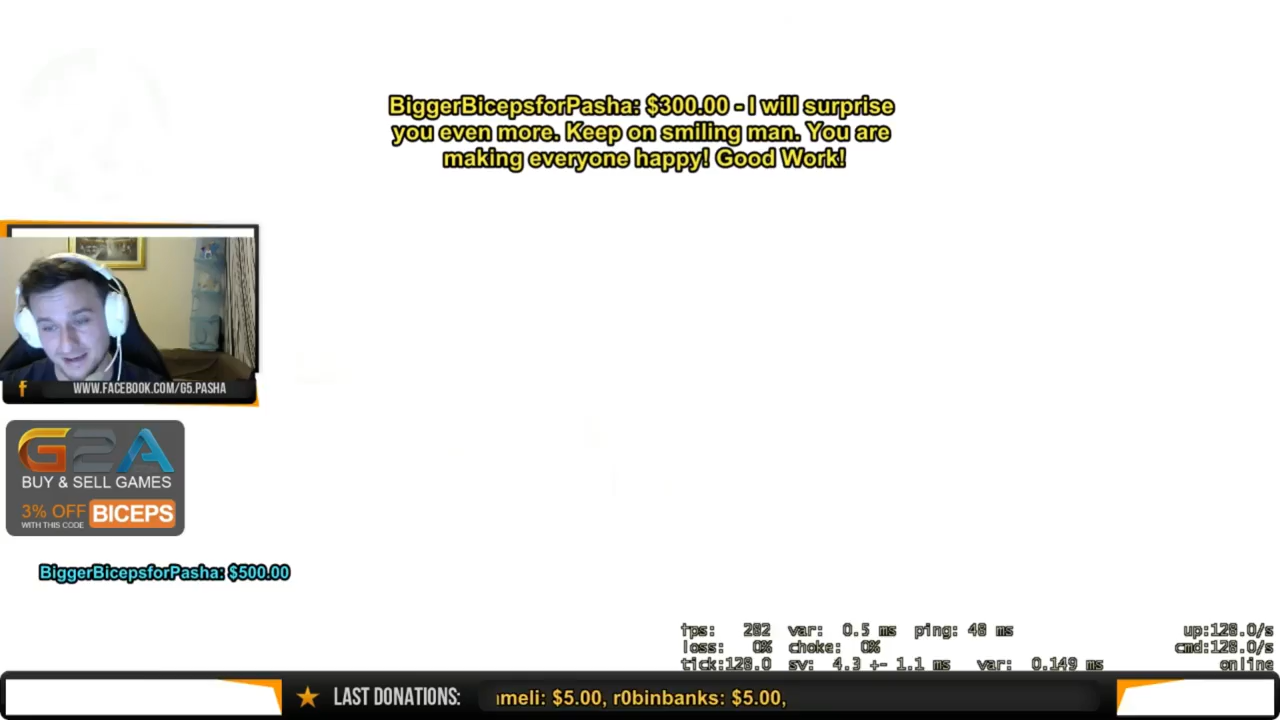 BiggerBicepsforPasha: $300.00 - I will surprise
you even more. Keep on smiling man. You are
making everyone happy! Good Work!
f WWW.FACEBOOK.COM/G5.PASHA
G2A
BUY & SELL GAMES
3% OFF
WITH THIS CODE
BICEPS
BiggerBicepsforPasha: $500.00
fps: 282 var: 0.5 ms ping: 48 ms up:128.0/s
loss: 0% choke: 0% cmd:128.0/s
tick:128.0 sv: 4.3 +- 1.1 ms var: 0.149 ms online
LAST DONATIONS: meli: $5.00, r0binbanks: $5.00,